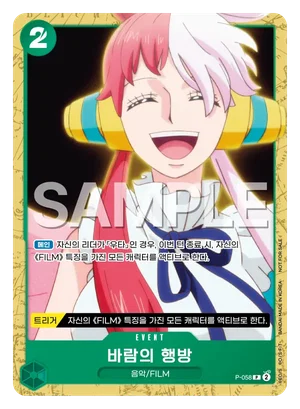 2
SAMPLE
메인 자신의 리더가 「우타」인 경우, 이번 턴 종료 시, 자신의
《FILM》 특징을 가진 모든 캐릭터를 액티브로 한다.
트리거 자신의 《FILM》 특징을 가진 모든 캐릭터를 액티브로 한다.
EVENT
바람의 행방
음악/FILM
P-058 P 2